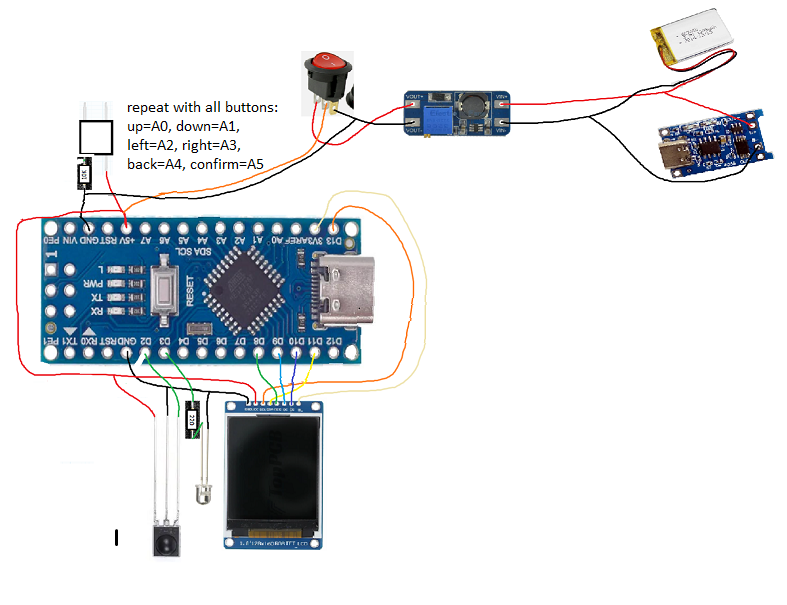 repeat with all buttons:
up=A0, down=A1,
left=A2, right=A3,
back=A4, confirm=A5
VOUT+
VIN+
VOUT-
VIN-
10K
PE0 VIN GND RST +5V A7 A6 A5 A4 A3 A2 A1 A0 AREF 3V3 D13
SDA SCL
1
L
PWR
TX
RX
RESET
PE1 TX1 RX0 RST GND D2 D3 D4 D5 D6 D7 D8 D9 D10 D11 D12
220
I